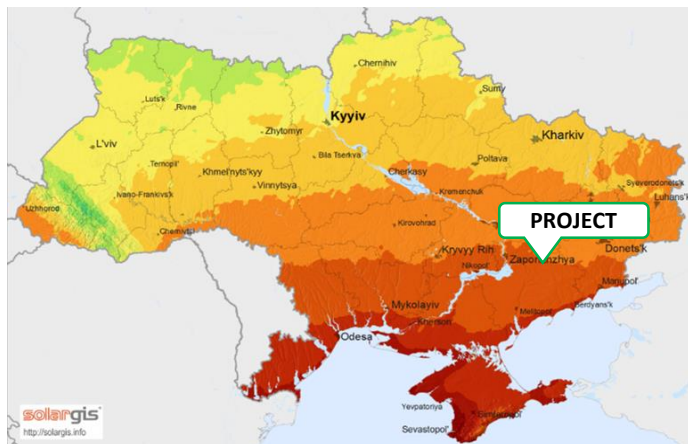 Chernihiv
Sumy
Luts'k
Rivne
Kyyiv
Zhytomyr
Kharkiv
L'viv
Bila Tserkva
Poltava
Ternopil'
Khmel'nyts'kyy
Cherkasy
Syeverodonets'k
Ivano-Frankivs'k
Vinnytsya
Kremenchuk
Luhans'k
Uzhhorod
PROJECT
Chernivtsi
Kirovohrad
Donets'k
Kryvyy Rih
Zaporizhzhya
Nikopol'
Mariupol'
Mykolayiv
Melitopol'
Berdyans'k
Kherson
Odesa
Yevpatoriya
Simferopol'
Sevastopol'
solargis
http://solargis.info